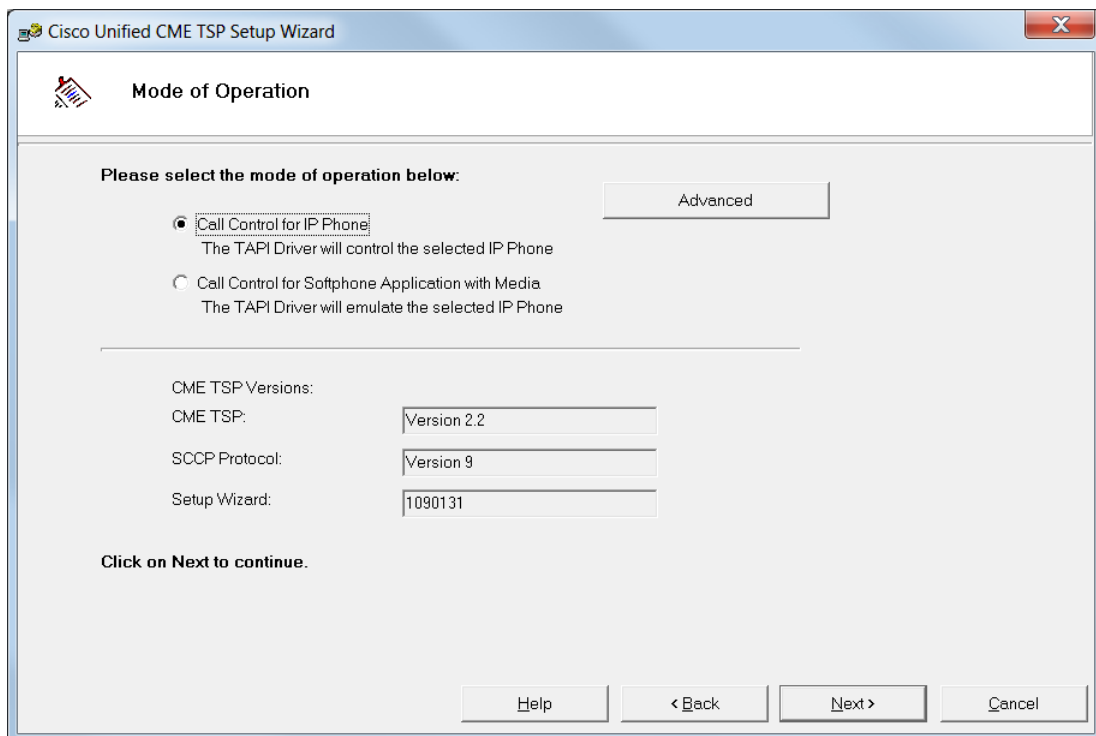 Cisco Unified CME TSP Setup Wizard
X
Mode of Operation
Please select the mode of operation below:
Advanced
Call Control for IP Phone
The TAPI Driver will control the selected IP Phone
Call Control for Softphone Application with Media
The TAPI Driver will emulate the selected IP Phone
CME TSP Versions:
CME TSP: Version 2.2
SCCP Protocol: Version 9
Setup Wizard: 1090131
Click on Next to continue.
Help < Back Next > Cancel